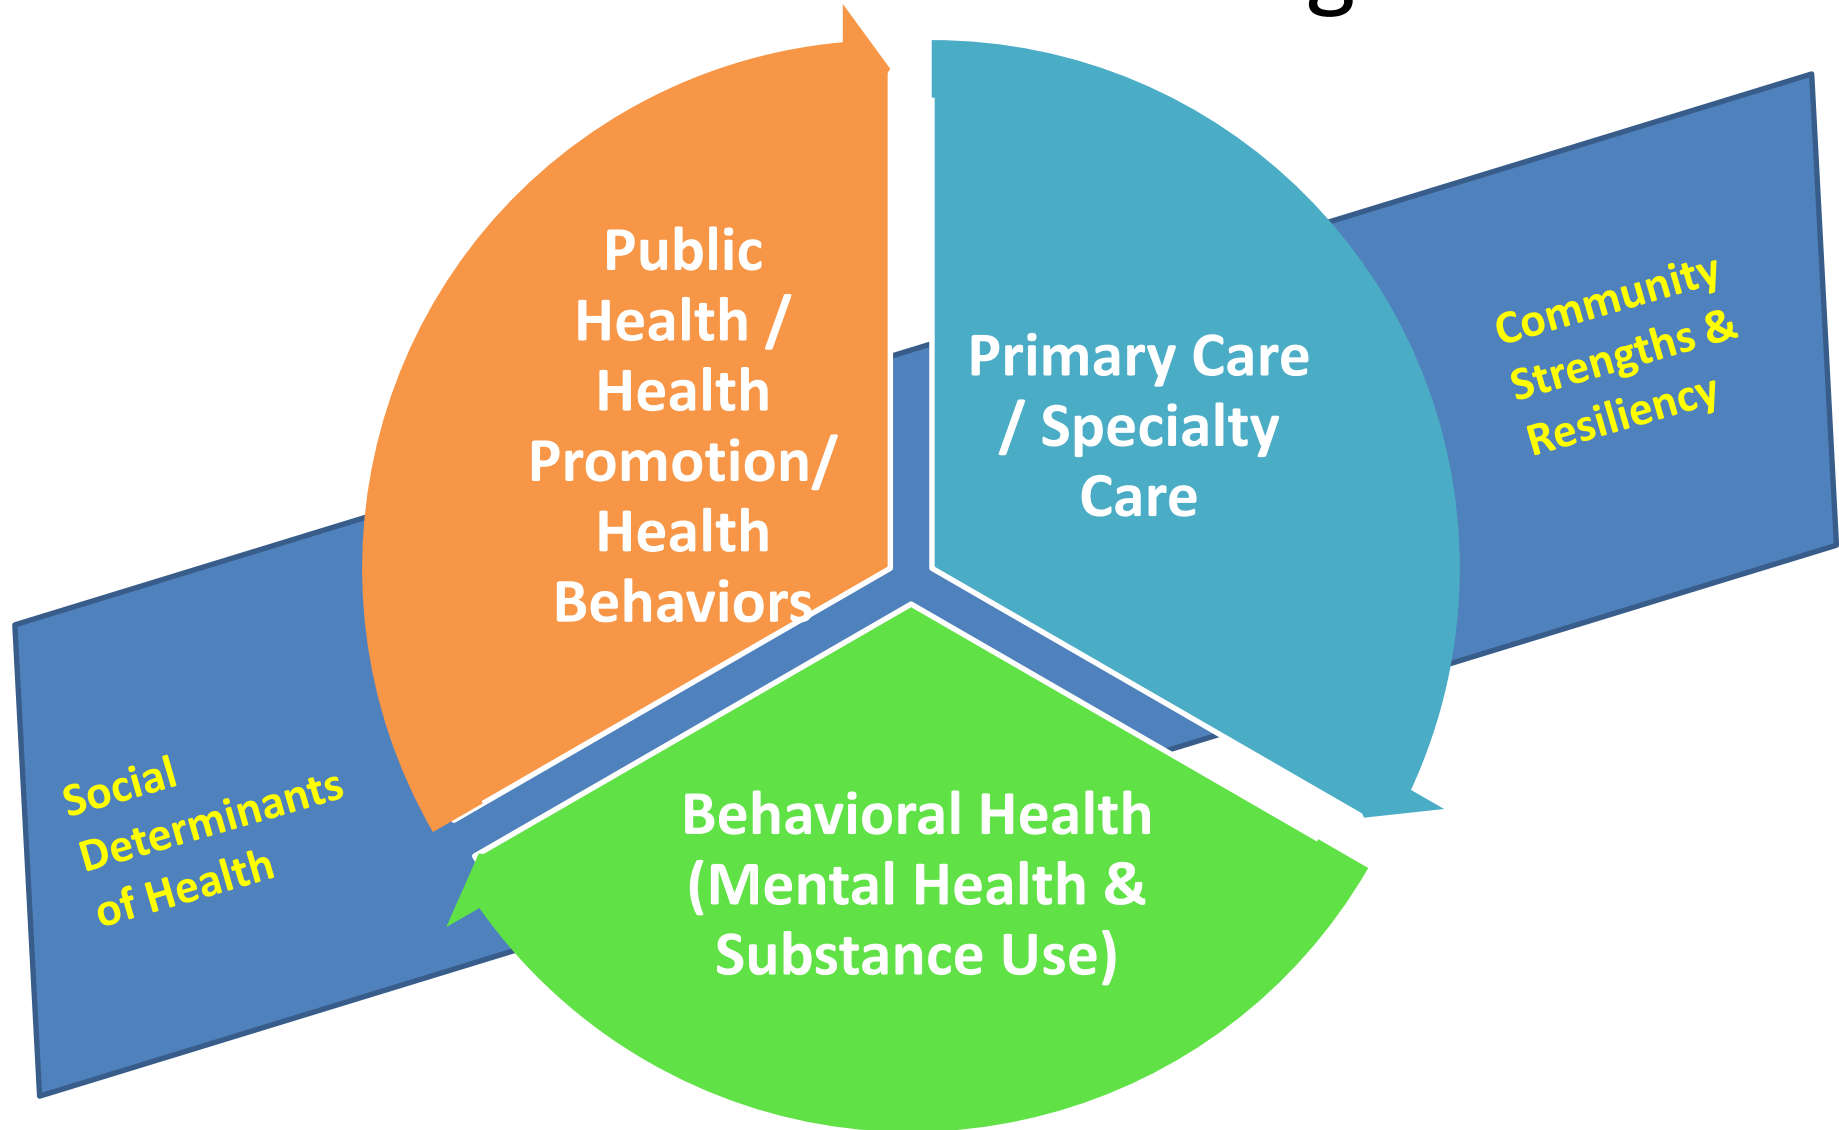 Public
Health /
Health
Promotion/
Health
Behaviors
Primary Care
/ Specialty
Care
Community
Strengths &
Resiliency
Social
Determinants
of Health
Behavioral Health
(Mental Health &
Substance Use)